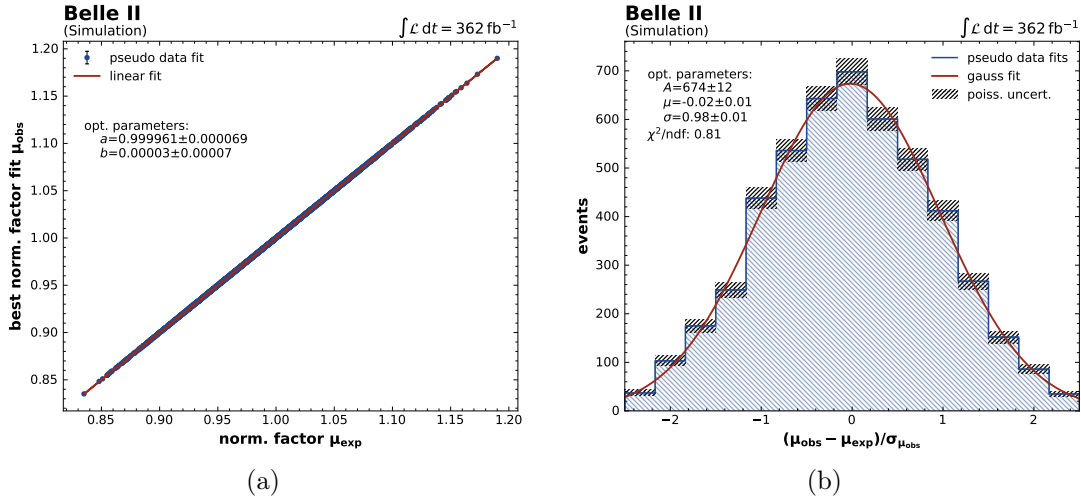 Belle II
(Simulation)
∫ℒ dt = 362 fb⁻¹
pseudo data fit
linear fit
opt. parameters:
a=0.999961±0.000069
b=0.00003±0.00007
best norm. factor fit μobs
1.20
1.15
1.10
1.05
1.00
0.95
0.90
0.85
0.85 0.90 0.95 1.00 1.05 1.10 1.15 1.20
norm. factor μexp
(a)
Belle II
(Simulation)
∫ℒ dt = 362 fb⁻¹
opt. parameters:
A=674±12
μ=-0.02±0.01
σ=0.98±0.01
χ²/ndf: 0.81
pseudo data fits
gauss fit
poiss. uncert.
events
700
600
500
400
300
200
100
0
−2 −1 0 1 2
(μobs − μexp)/σμobs
(b)